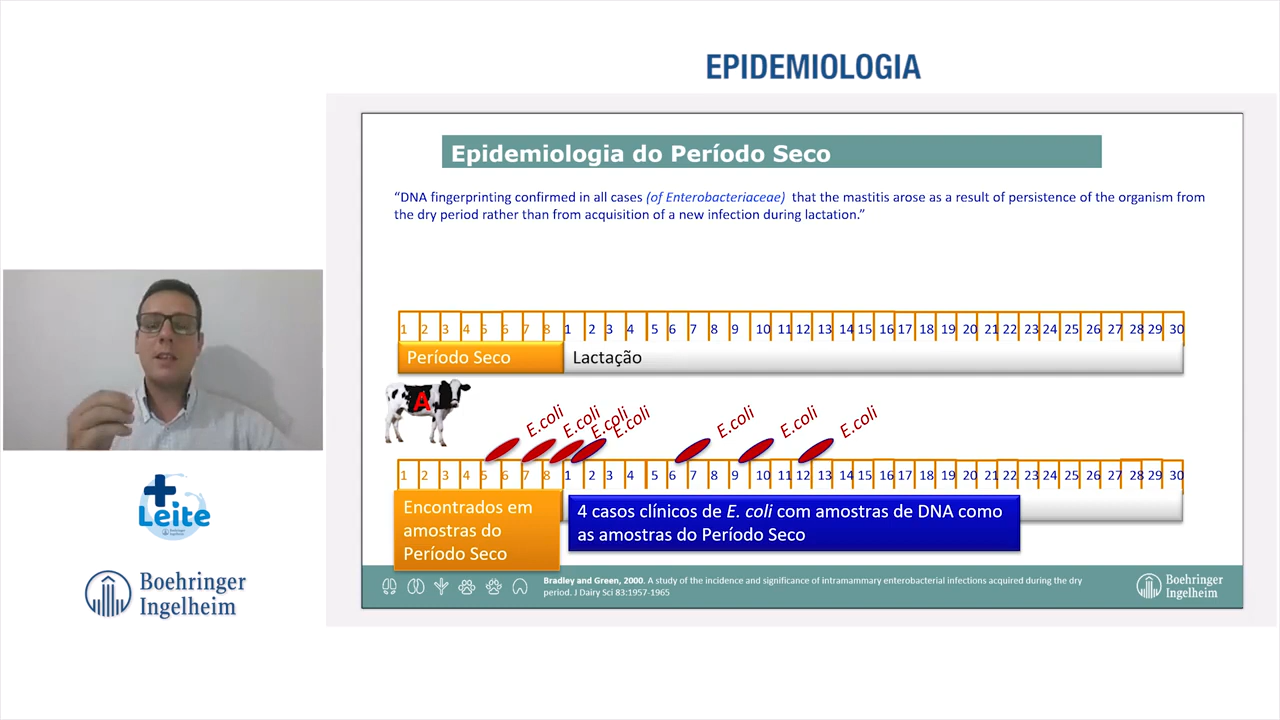 EPIDEMIOLOGIA
Epidemiologia do Período Seco
“DNA fingerprinting confirmed in all cases (of Enterobacteriaceae) that the mastitis arose as a result of persistence of the organism from
the dry period rather than from acquisition of a new infection during lactation.”
1 2 3 4 5 6 7 8 1 2 3 4 5 6 7 8 9 10 11 12 13 14 15 16 17 18 19 20 21 22 23 24 25 26 27 28 29 30
Período Seco Lactação
A
E.coli E.coli E.coli E.coli E.coli E.coli E.coli
1 2 3 4 5 6 7 8 1 2 3 4 5 6 7 8 9 10 11 12 13 14 15 16 17 18 19 20 21 22 23 24 25 26 27 28 29 30
Encontrados em
amostras do
Período Seco
4 casos clínicos de E. coli com amostras de DNA como
as amostras do Período Seco
Bradley and Green, 2000. A study of the incidence and significance of intramammary enterobacterial infections acquired during the dry
period. J Dairy Sci 83:1957-1965
Boehringer
Ingelheim
+
Leite
Boehringer
Ingelheim